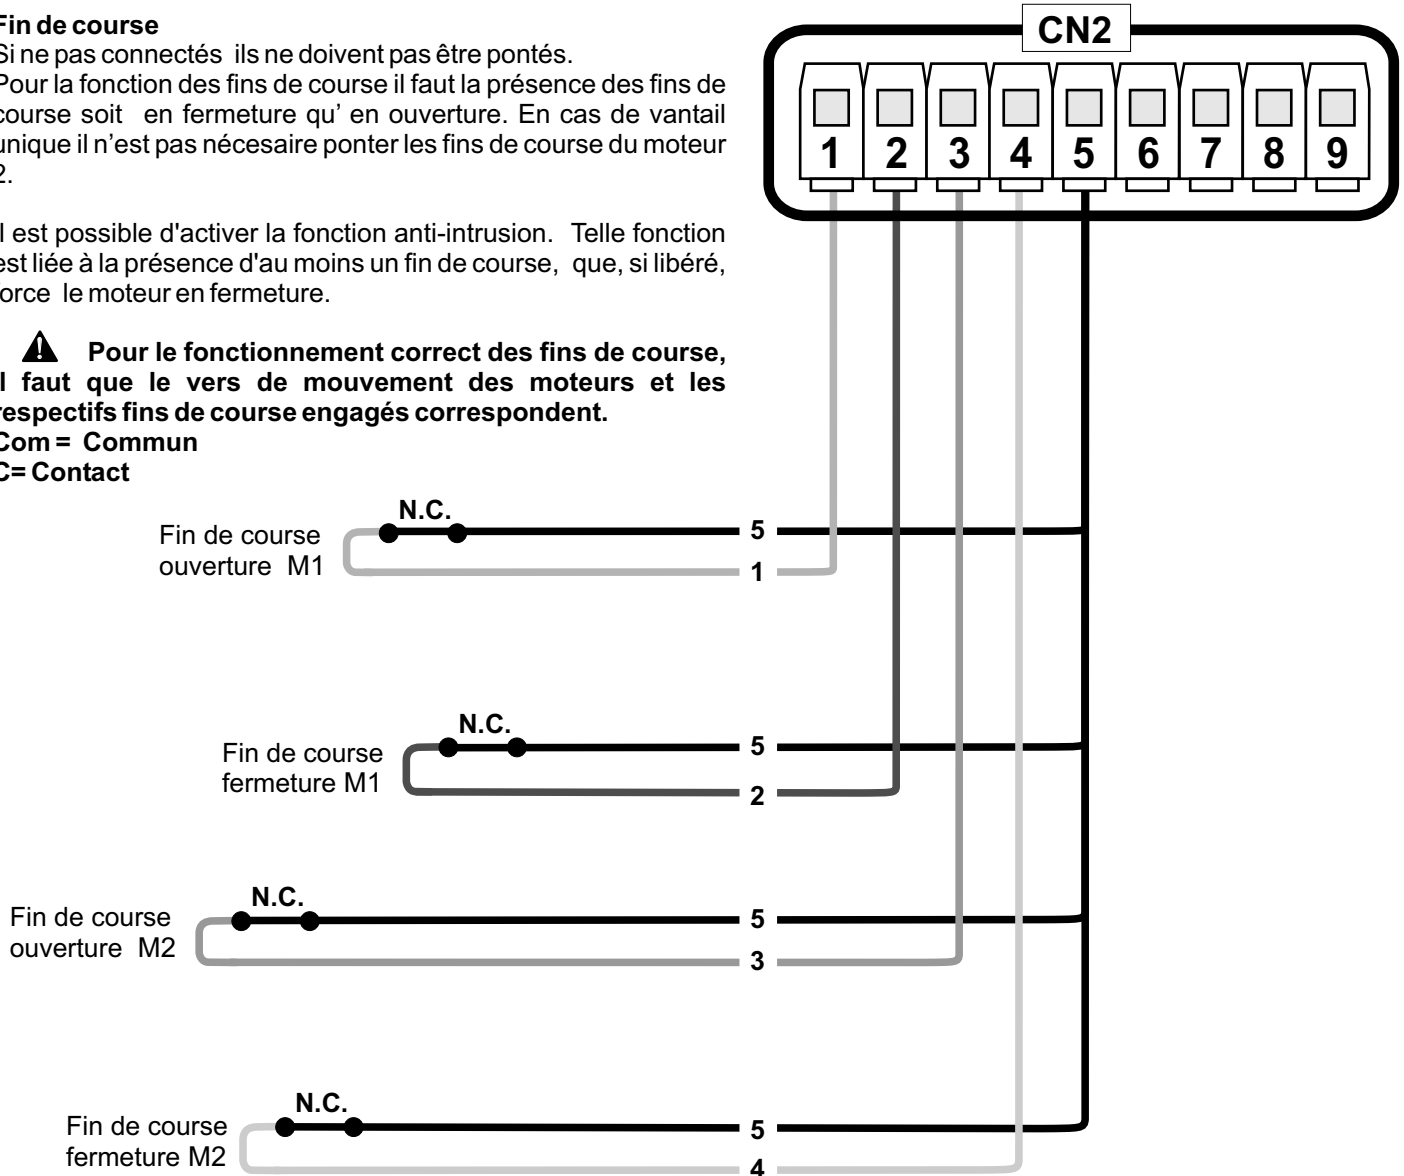 Fin de course
Si ne pas connectés ils ne doivent pas être pontés.
Pour la fonction des fins de course il faut la présence des fins de
course soit en fermeture qu' en ouverture. En cas de vantail
unique il n'est pas nécesaire ponter les fins de course du moteur
2.
Il est possible d'activer la fonction anti-intrusion. Telle fonction
est liée à la présence d'au moins un fin de course, que, si libéré,
force le moteur en fermeture.
Pour le fonctionnement correct des fins de course,
il faut que le vers de mouvement des moteurs et les
respectifs fins de course engagés correspondent.
Com = Commun
C= Contact
CN2
1 2 3 4 5 6 7 8 9
N.C.
Fin de course
ouverture M1
5
1
N.C.
Fin de course
fermeture M1
5
2
N.C.
Fin de course
ouverture M2
5
3
N.C.
Fin de course
fermeture M2
5
4